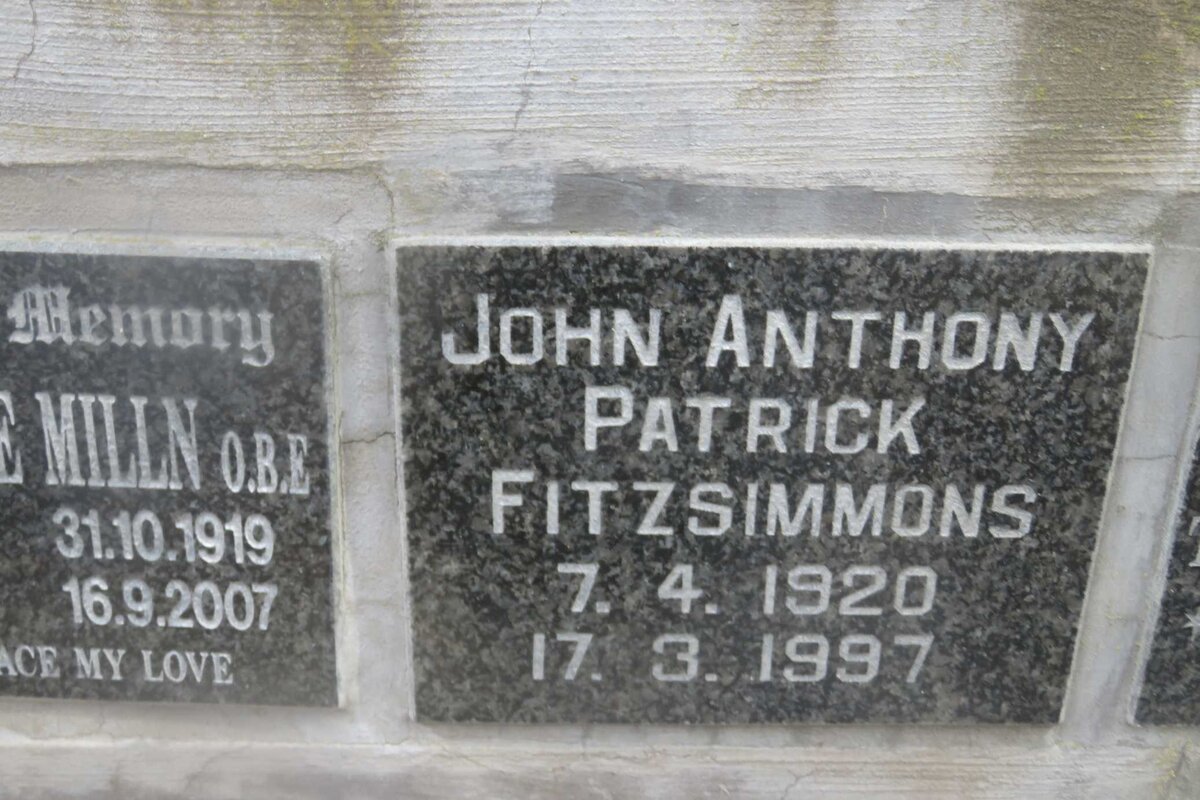 Memory
E MILLN O.B.E
31.10.1919
16.9.2007
ACE MY LOVE
JOHN ANTHONY
PATRICK
FITZSIMMONS
7. 4. 1920
17. 3. 1997